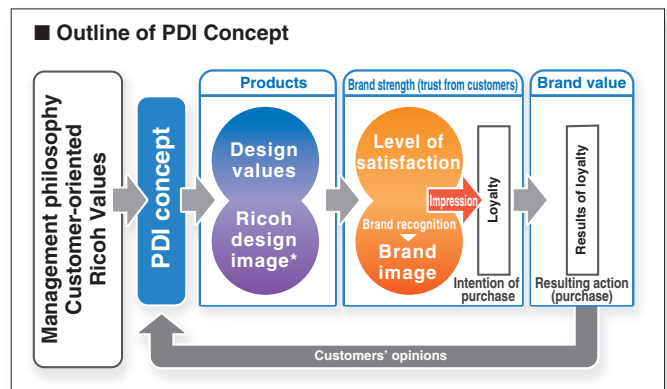 ■ Outline of PDI Concept
Management philosophy
Customer-oriented
Ricoh Values
PDI concept
Products
Design
values
Ricoh
design
image*
Brand strength (trust from customers)
Level of
satisfaction
Impression
Brand recognition
Brand
image
Loyalty
Intention of
purchase
Brand value
Results of loyalty
Resulting action
(purchase)
Customers' opinions